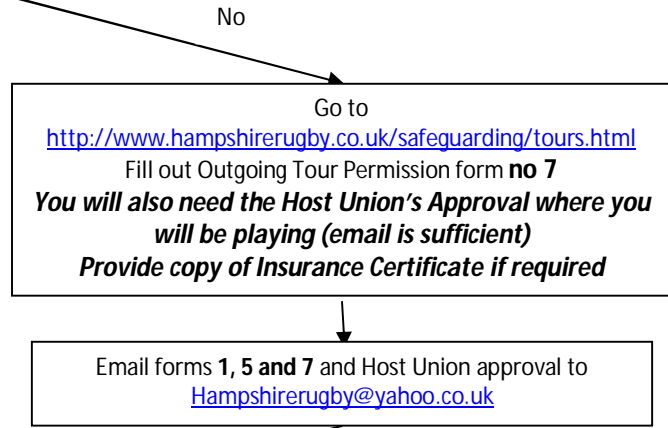 No
Go to
http://www.hampshirerugby.co.uk/safeguarding/tours.html
Fill out Outgoing Tour Permission form no 7
You will also need the Host Union's Approval where you
will be playing (email is sufficient)
Provide copy of Insurance Certificate if required
Email forms 1, 5 and 7 and Host Union approval to
Hampshirerugby@yahoo.co.uk